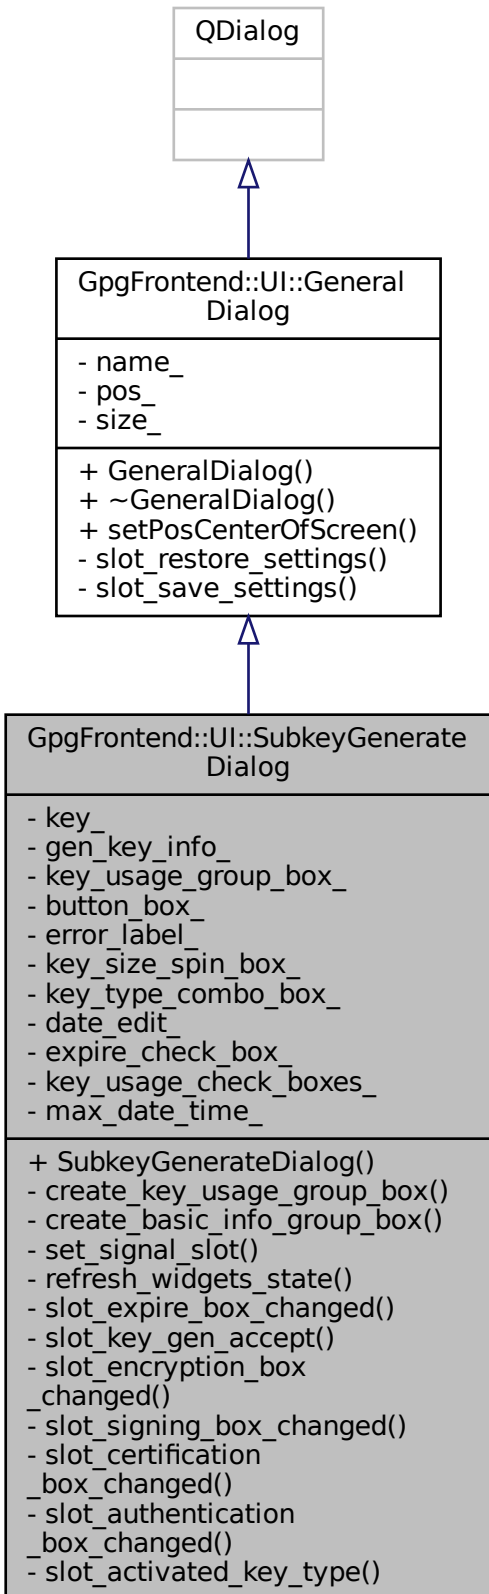 QDialog
GpgFrontend::UI::General
Dialog
- name_
- pos_
- size_
+ GeneralDialog()
+ ~GeneralDialog()
+ setPosCenterOfScreen()
- slot_restore_settings()
- slot_save_settings()
GpgFrontend::UI::SubkeyGenerate
Dialog
- key_
- gen_key_info_
- key_usage_group_box_
- button_box_
- error_label_
- key_size_spin_box_
- key_type_combo_box_
- date_edit_
- expire_check_box_
- key_usage_check_boxes_
- max_date_time_
+ SubkeyGenerateDialog()
- create_key_usage_group_box()
- create_basic_info_group_box()
- set_signal_slot()
- refresh_widgets_state()
- slot_expire_box_changed()
- slot_key_gen_accept()
- slot_encryption_box
_changed()
- slot_signing_box_changed()
- slot_certification
_box_changed()
- slot_authentication
_box_changed()
- slot_activated_key_type()